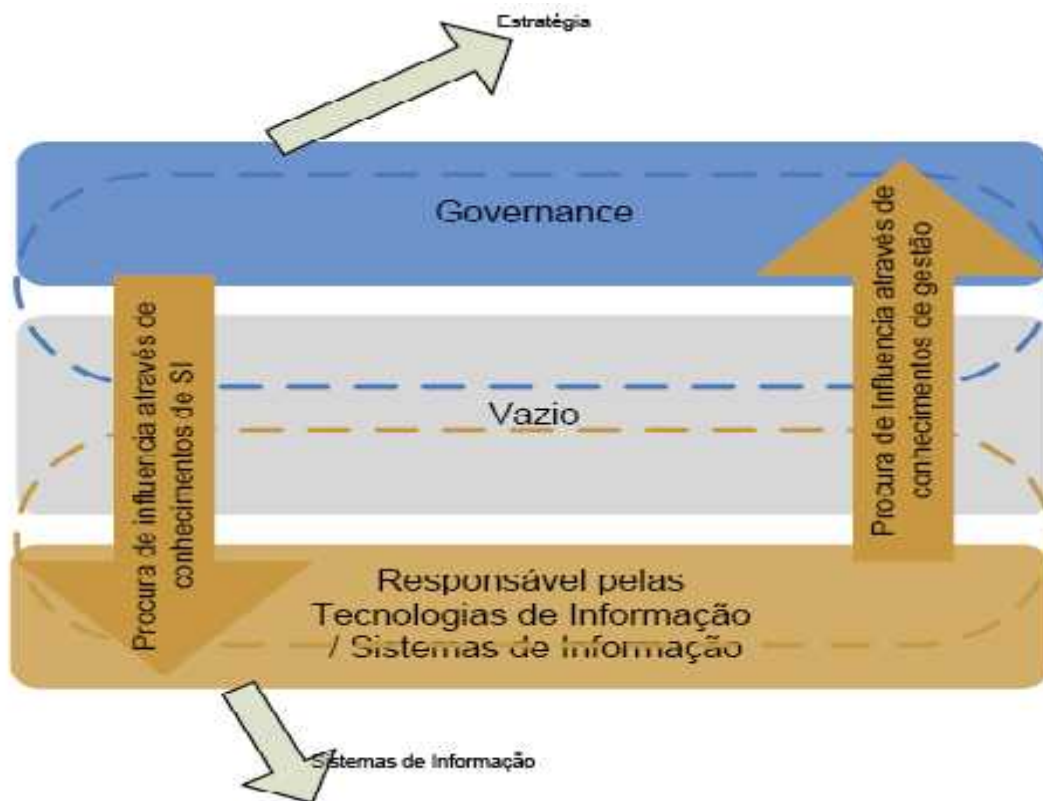 Estratégia
Governance
Procura de influencia através de
conhecimentos de SI
Vazio
Procura de Influencia através de
conhecimentos de gestão
Responsável pelas
Tecnologias de Informação
/ Sistemas de Informação
Sistemas de Informação